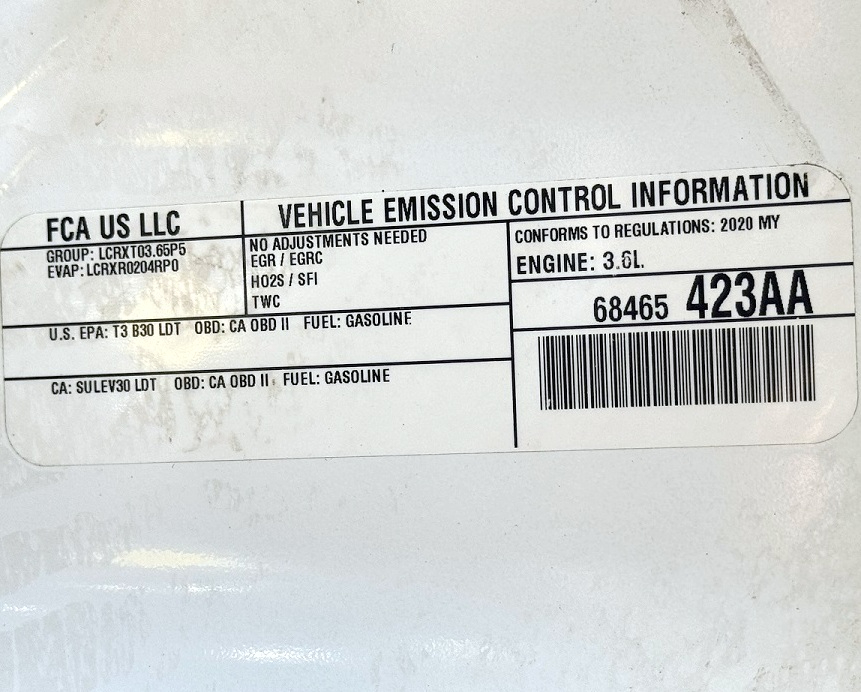 FCA US LLC
VEHICLE EMISSION CONTROL INFORMATION
GROUP: LCRXT03.65P5
EVAP: LCRXR0204RP0
NO ADJUSTMENTS NEEDED
EGR / EGRC
HO2S / SFI
TWC
CONFORMS TO REGULATIONS: 2020 MY
ENGINE: 3.6L
68465 423AA
U.S. EPA: T3 B30 LDT OBD: CA OBD II FUEL: GASOLINE
CA: SULEV30 LDT OBD: CA OBD II FUEL: GASOLINE